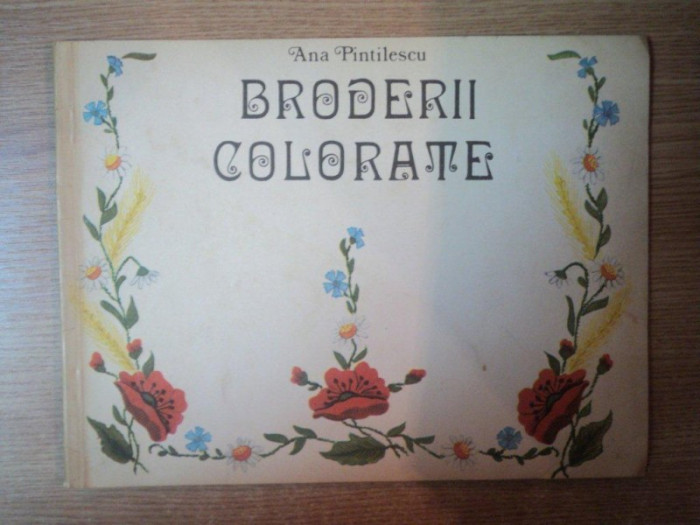 Ana Pintilescu
BRODERII
COLORATE